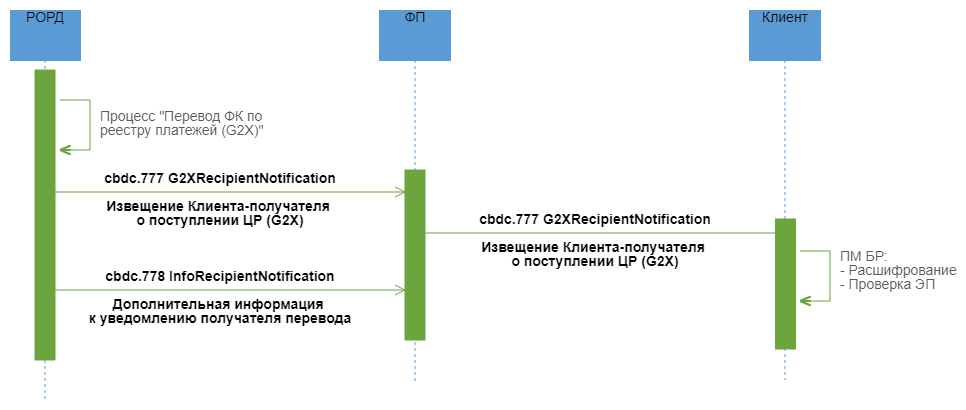 РОРД
ФП
Клиент
Процесс "Перевод ФК по
реестру платежей (G2X)"
cbdc.777 G2XRecipientNotification
Извещение Клиента-получателя
о поступлении ЦР (G2X)
cbdc.777 G2XRecipientNotification
Извещение Клиента-получателя
о поступлении ЦР (G2X)
ПМ БР:
- Расшифрование
- Проверка ЭП
cbdc.778 InfoRecipientNotification
Дополнительная информация
к уведомлению получателя перевода